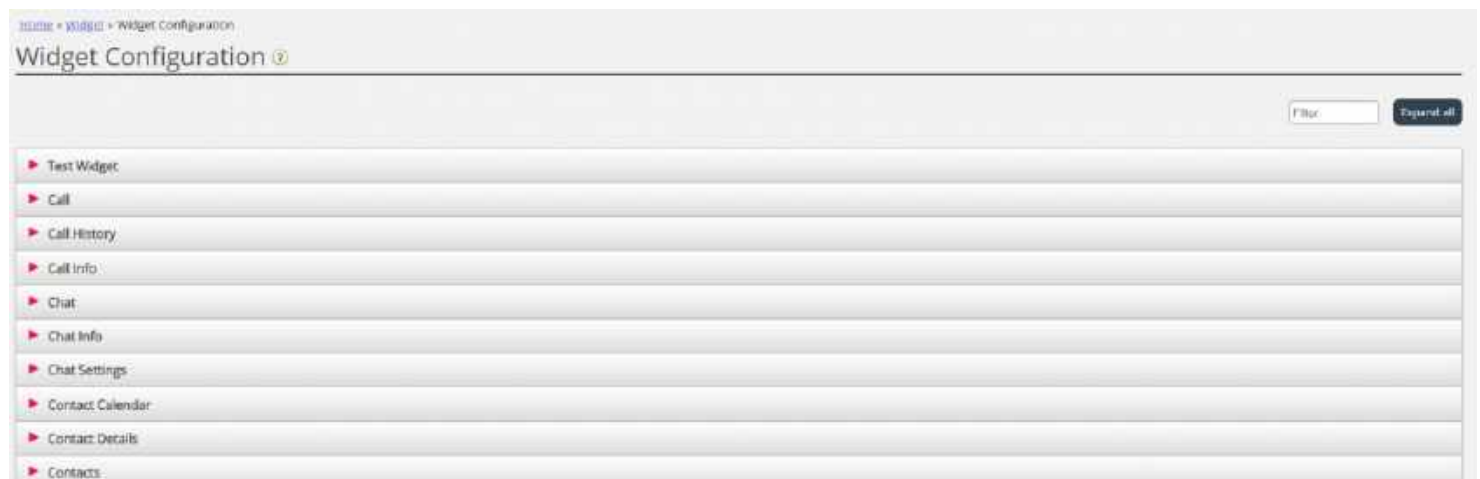 Home » Widget » Widget Configuration
Widget Configuration ?
Filter
Expand all
Test Widget
Call
Call History
Call Info
Chat
Chat Info
Chat Settings
Contact Calendar
Contact Details
Contacts